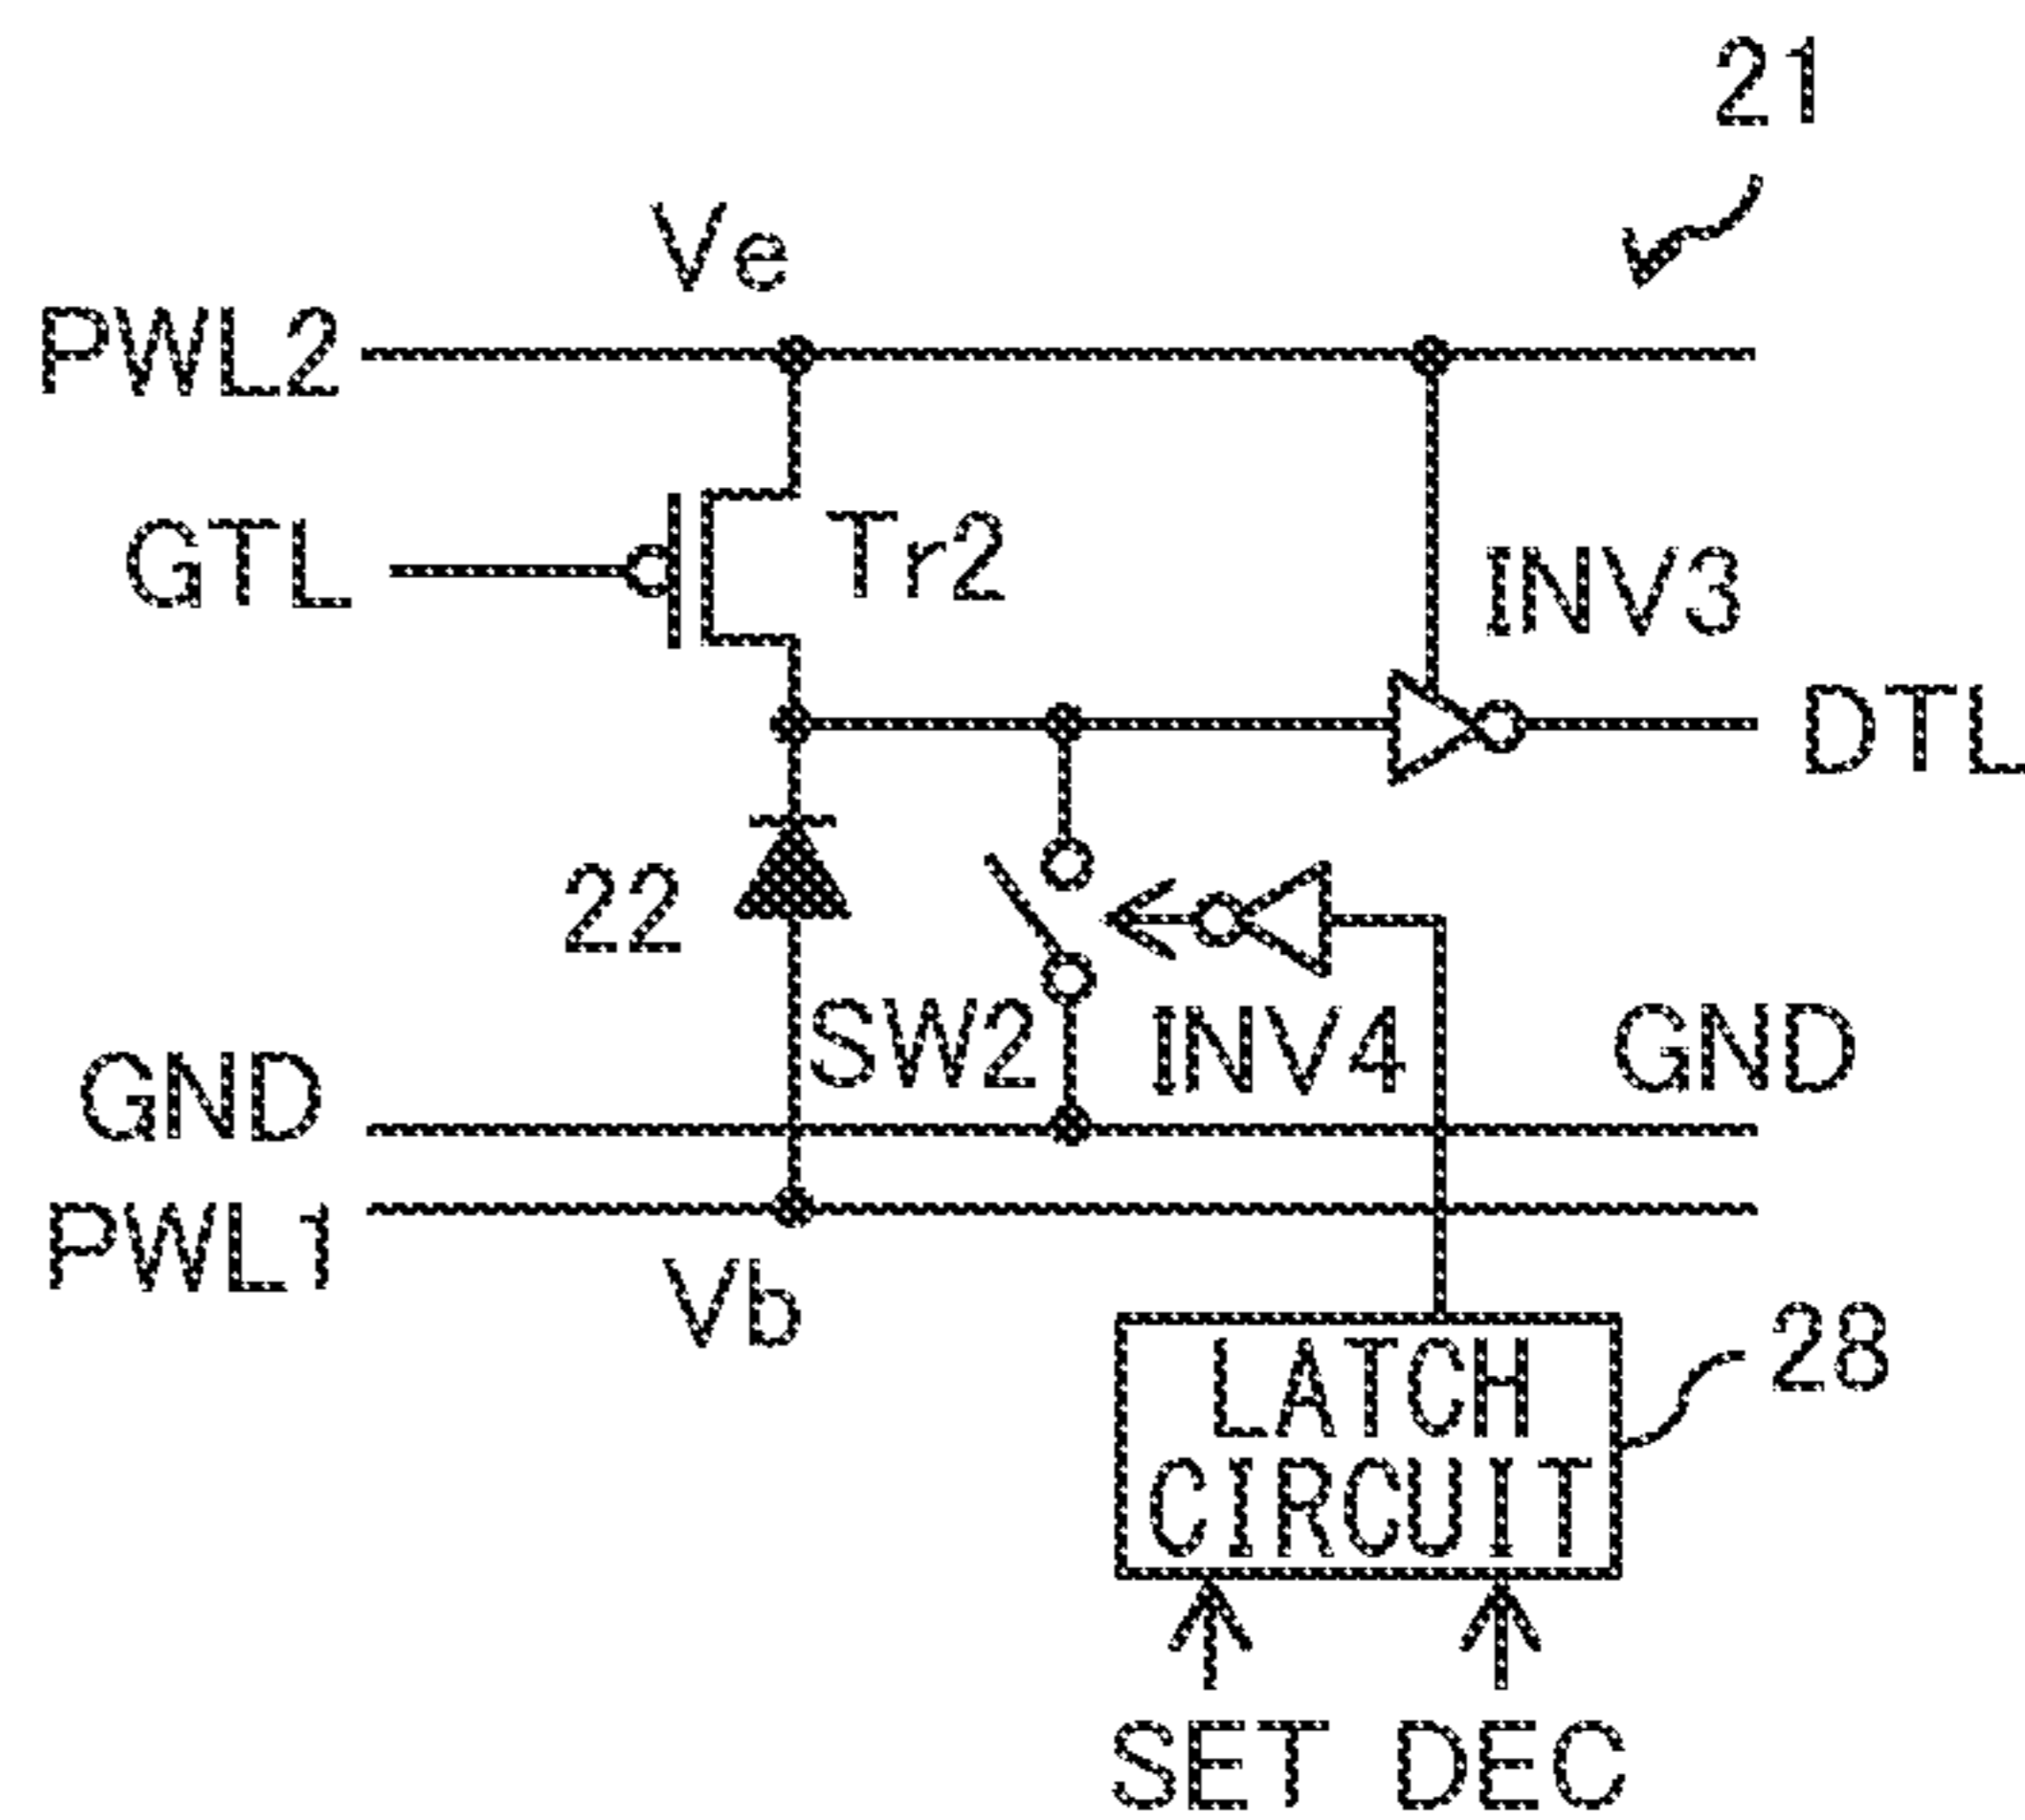 21
Ve
PWL2
GTL
Tr2
INV3
DTL
22
SW2
INV4
GND
GND
PWL1
Vb
LATCH
CIRCUIT
28
SET DEC